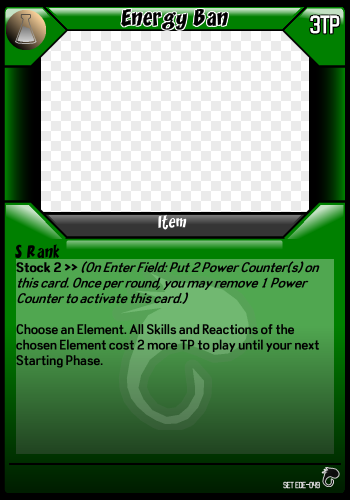 Energy Ban
3TP
Item
S Rank
Stock 2 >> (On Enter Field: Put 2 Power Counter(s) on
this card. Once per round, you may remove 1 Power
Counter to activate this card.)
Choose an Element. All Skills and Reactions of the
chosen Element cost 2 more TP to play until your next
Starting Phase.
SET EDE-049